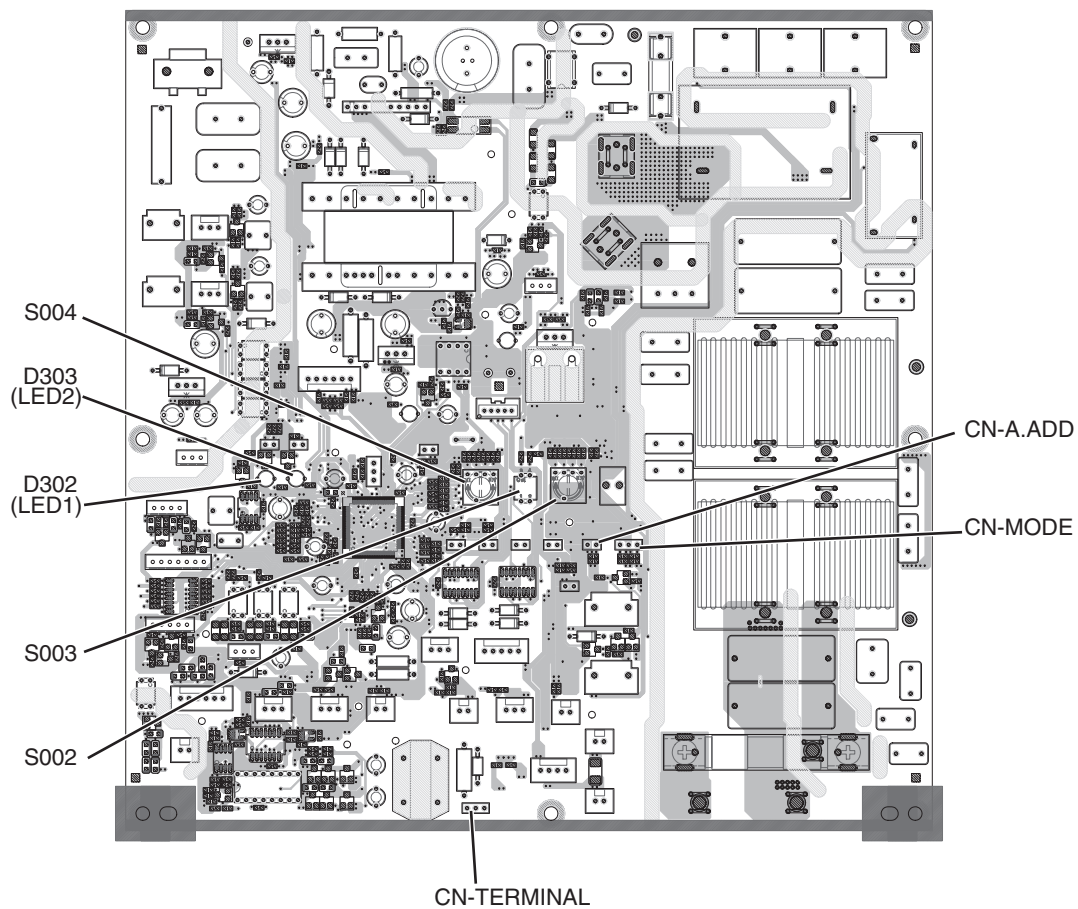 S004
D303
(LED2)
D302
(LED1)
S003
S002
CN-A.ADD
CN-MODE
CN-TERMINAL